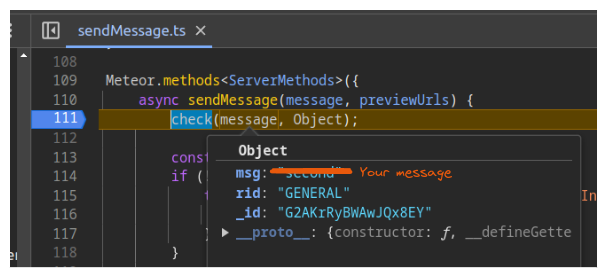 sendMessage.ts ×
108
109 Meteor.methods<ServerMethods>({
110 async sendMessage(message, previewUrls) {
111 check(message, Object);
112
113 const
114 if (!
115
116
117
118 }
Object
msg: "second" Your message
rid: "GENERAL"
_id: "G2AKrRyBWAwJQx8EY"
▶ __proto__: {constructor: ƒ, __defineGette
In